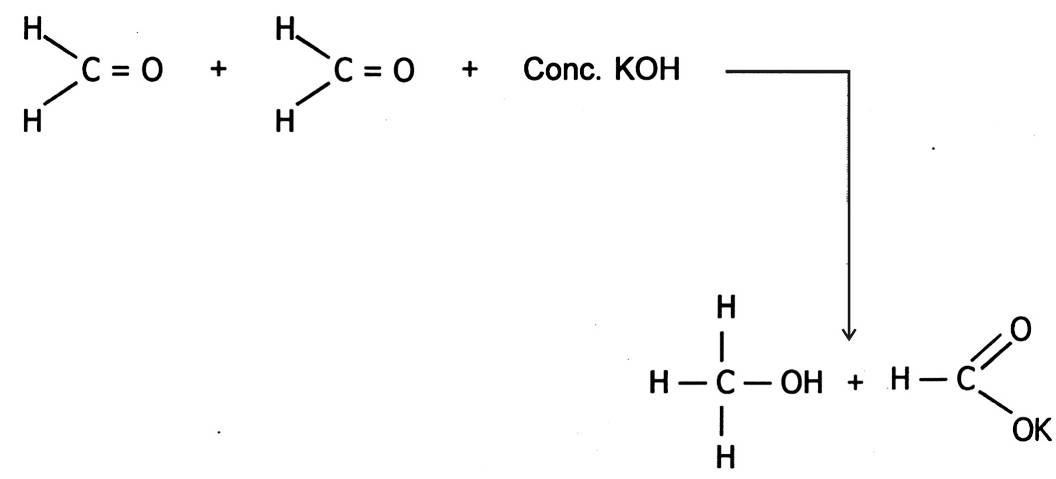 H H
C = O + C = O + Conc. KOH
H H
H O
H — C — OH + H — C
H OK